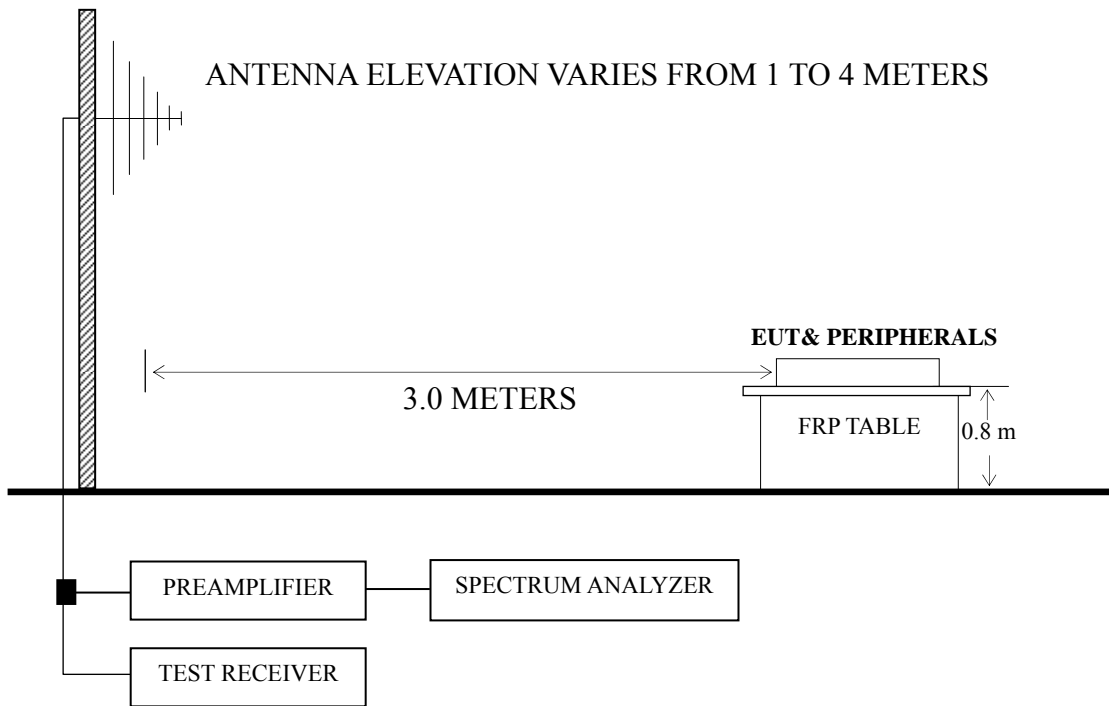 ANTENNA ELEVATION VARIES FROM 1 TO 4 METERS
EUT& PERIPHERALS
3.0 METERS
FRP TABLE
0.8 m
PREAMPLIFIER
SPECTRUM ANALYZER
TEST RECEIVER